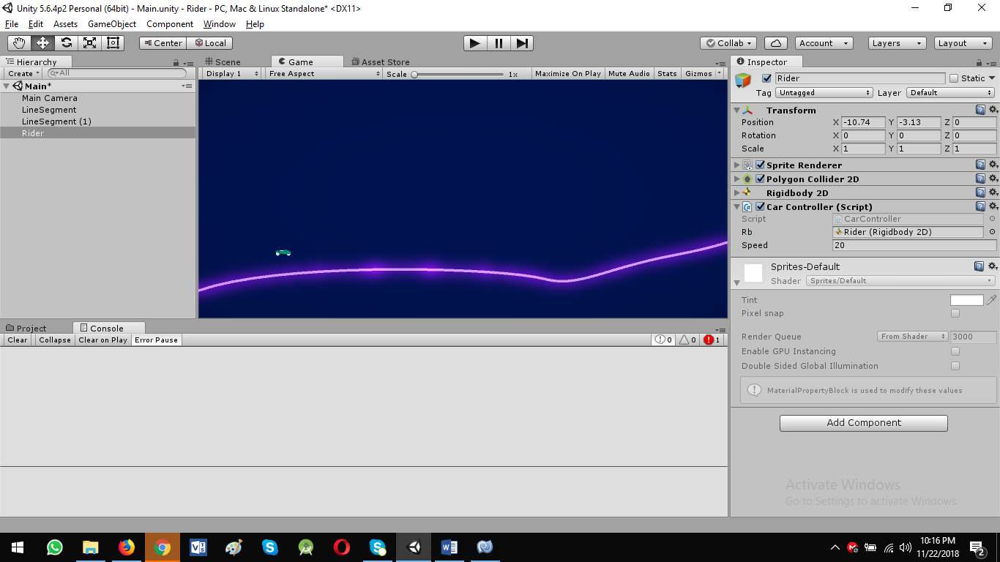 Unity 5.6.4p2 Personal (64bit) - Main.unity - Rider - PC, Mac & Linux Standalone* <DX11>
File Edit Assets GameObject Component Window Help
Center Local
Collab Account Layers Layout
Hierarchy
Create All
Main*
Main Camera
LineSegment
LineSegment (1)
Rider
Scene Game Asset Store
Display 1 Free Aspect Scale 1x Maximize On Play Mute Audio Stats Gizmos
Inspector
Rider Static
Tag Untagged Layer Default
Transform
Position X -10.74 Y -3.13 Z 0
Rotation X 0 Y 0 Z 0
Scale X 1 Y 1 Z 1
Sprite Renderer
Polygon Collider 2D
Rigidbody 2D
Car Controller (Script)
Script CarController
Rb Rider (Rigidbody 2D)
Speed 20
Sprites-Default
Shader Sprites/Default
Tint
Pixel snap
Render Queue From Shader 3000
Enable GPU Instancing
Double Sided Global Illumination
MaterialPropertyBlock is used to modify these values
Add Component
Project Console
Clear Collapse Clear on Play Error Pause 0 0 1
Activate Windows
Go to Settings to activate Windows.
10:16 PM
11/22/2018
2